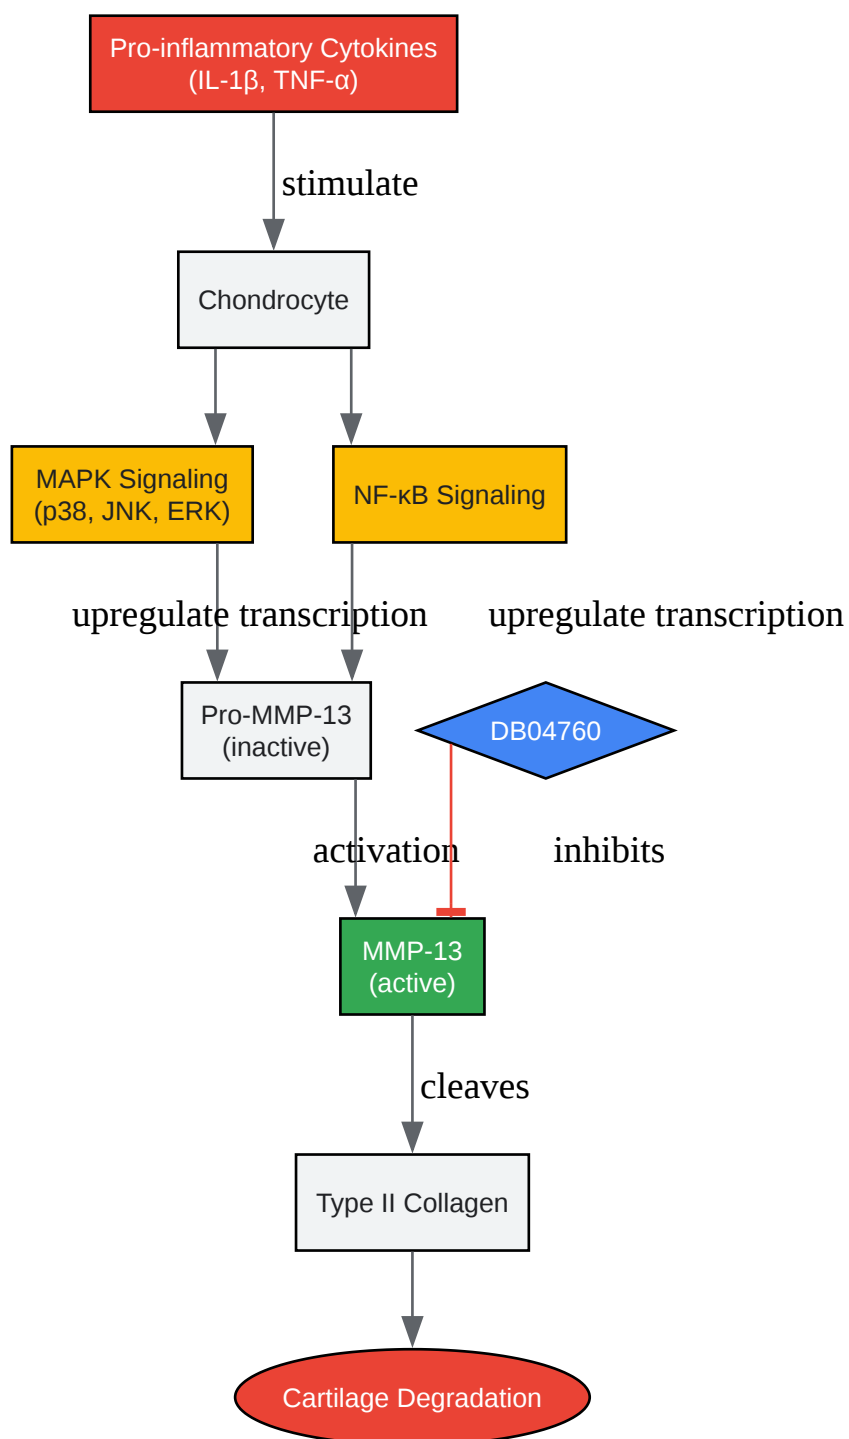 Pro-inflammatory Cytokines
(IL-1β, TNF-α)
stimulate
Chondrocyte
MAPK Signaling
(p38, JNK, ERK)
NF-κB Signaling
upregulate transcription
upregulate transcription
Pro-MMP-13
(inactive)
DB04760
activation
inhibits
MMP-13
(active)
cleaves
Type II Collagen
Cartilage Degradation